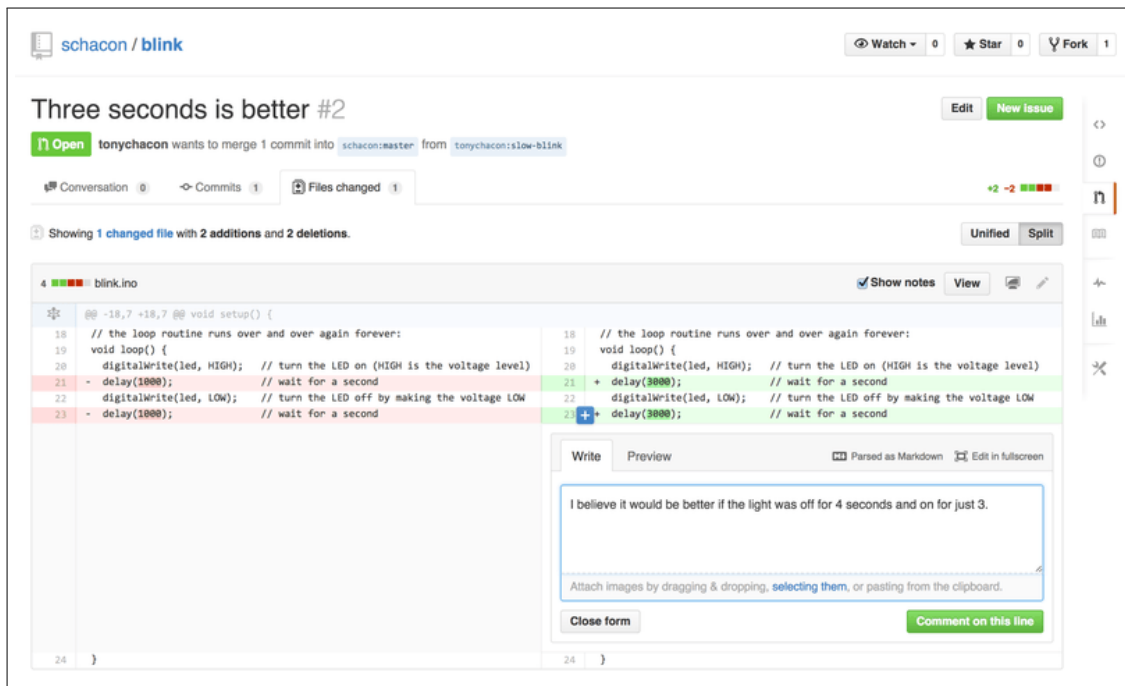 schacon / blink
Watch 0 Star 0 Fork 1
Three seconds is better #2
Edit New issue
Open tonychacon wants to merge 1 commit into schacon:master from tonychacon:slow-blink
Conversation 0 Commits 1 Files changed 1 +2 −2
Showing 1 changed file with 2 additions and 2 deletions.
Unified Split
4 blink.ino Show notes View
@@ -18,7 +18,7 @@ void setup() {
18 // the loop routine runs over and over again forever:
19 void loop() {
20 digitalWrite(led, HIGH); // turn the LED on (HIGH is the voltage level)
21 - delay(1000); // wait for a second
22 digitalWrite(led, LOW); // turn the LED off by making the voltage LOW
23 - delay(1000); // wait for a second
18 // the loop routine runs over and over again forever:
19 void loop() {
20 digitalWrite(led, HIGH); // turn the LED on (HIGH is the voltage level)
21 + delay(3000); // wait for a second
22 digitalWrite(led, LOW); // turn the LED off by making the voltage LOW
23 + delay(3000); // wait for a second
Write Preview Parsed as Markdown Edit in fullscreen
I believe it would be better if the light was off for 4 seconds and on for just 3.
Attach images by dragging & dropping, selecting them, or pasting from the clipboard.
Close form Comment on this line
24 }
24 }